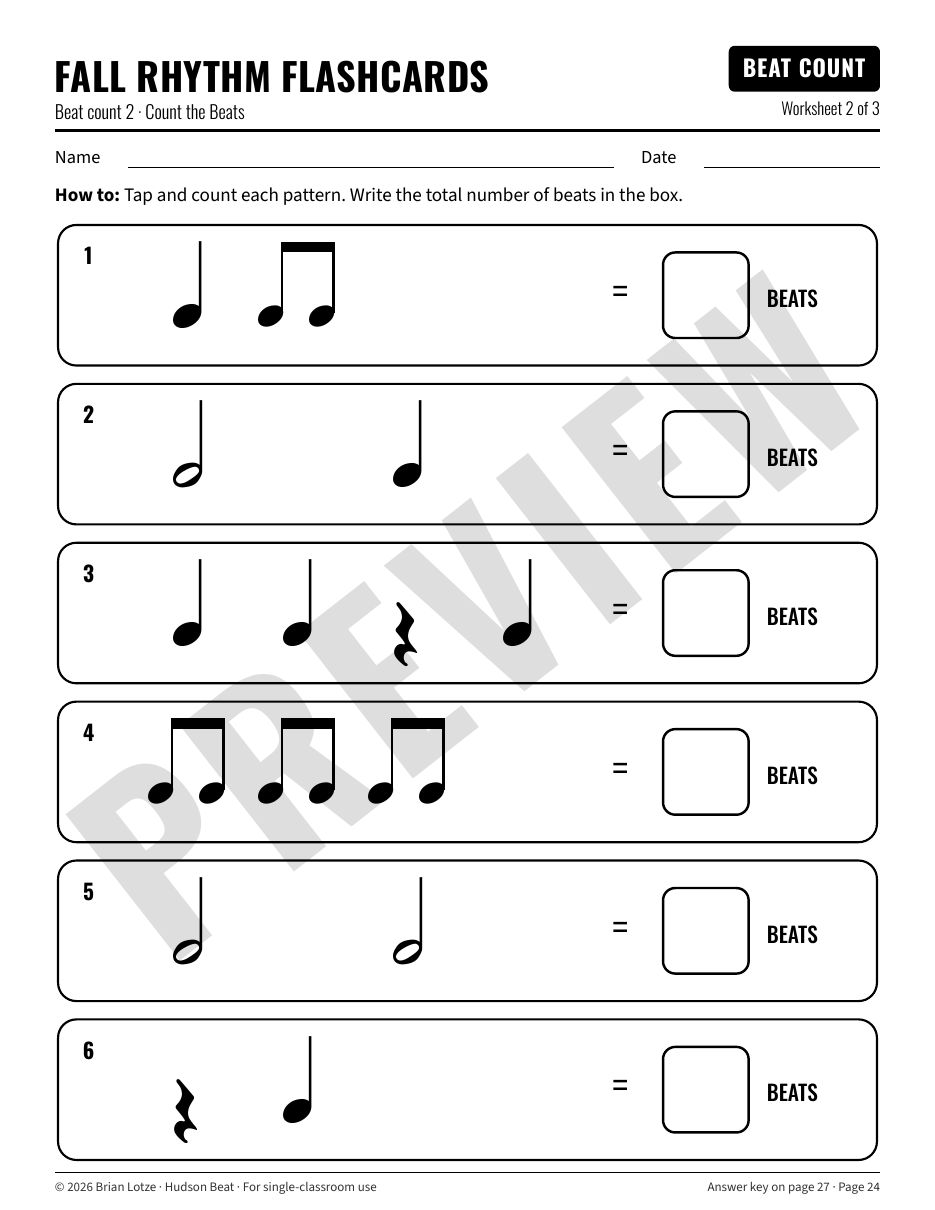 FALL RHYTHM FLASHCARDS
BEAT COUNT
Beat count 2 · Count the Beats
Worksheet 2 of 3
Name
Date
How to: Tap and count each pattern. Write the total number of beats in the box.
1
=
BEATS
2
=
BEATS
3
=
BEATS
4
=
BEATS
5
=
BEATS
6
=
BEATS
PREVIEW
© 2026 Brian Lotze · Hudson Beat · For single-classroom use
Answer key on page 27 · Page 24